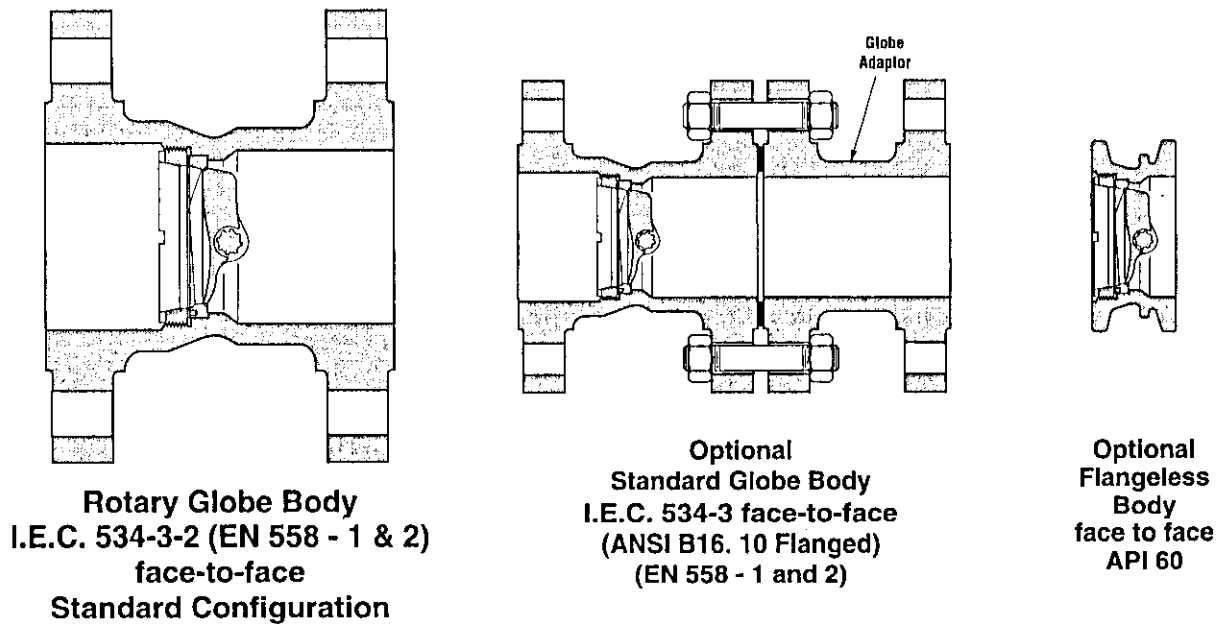 Globe
Adaptor
Rotary Globe Body
I.E.C. 534-3-2 (EN 558 - 1 & 2)
face-to-face
Standard Configuration
Optional
Standard Globe Body
I.E.C. 534-3 face-to-face
(ANSI B16. 10 Flanged)
(EN 558 - 1 and 2)
Optional
Flangeless
Body
face to face
API 60